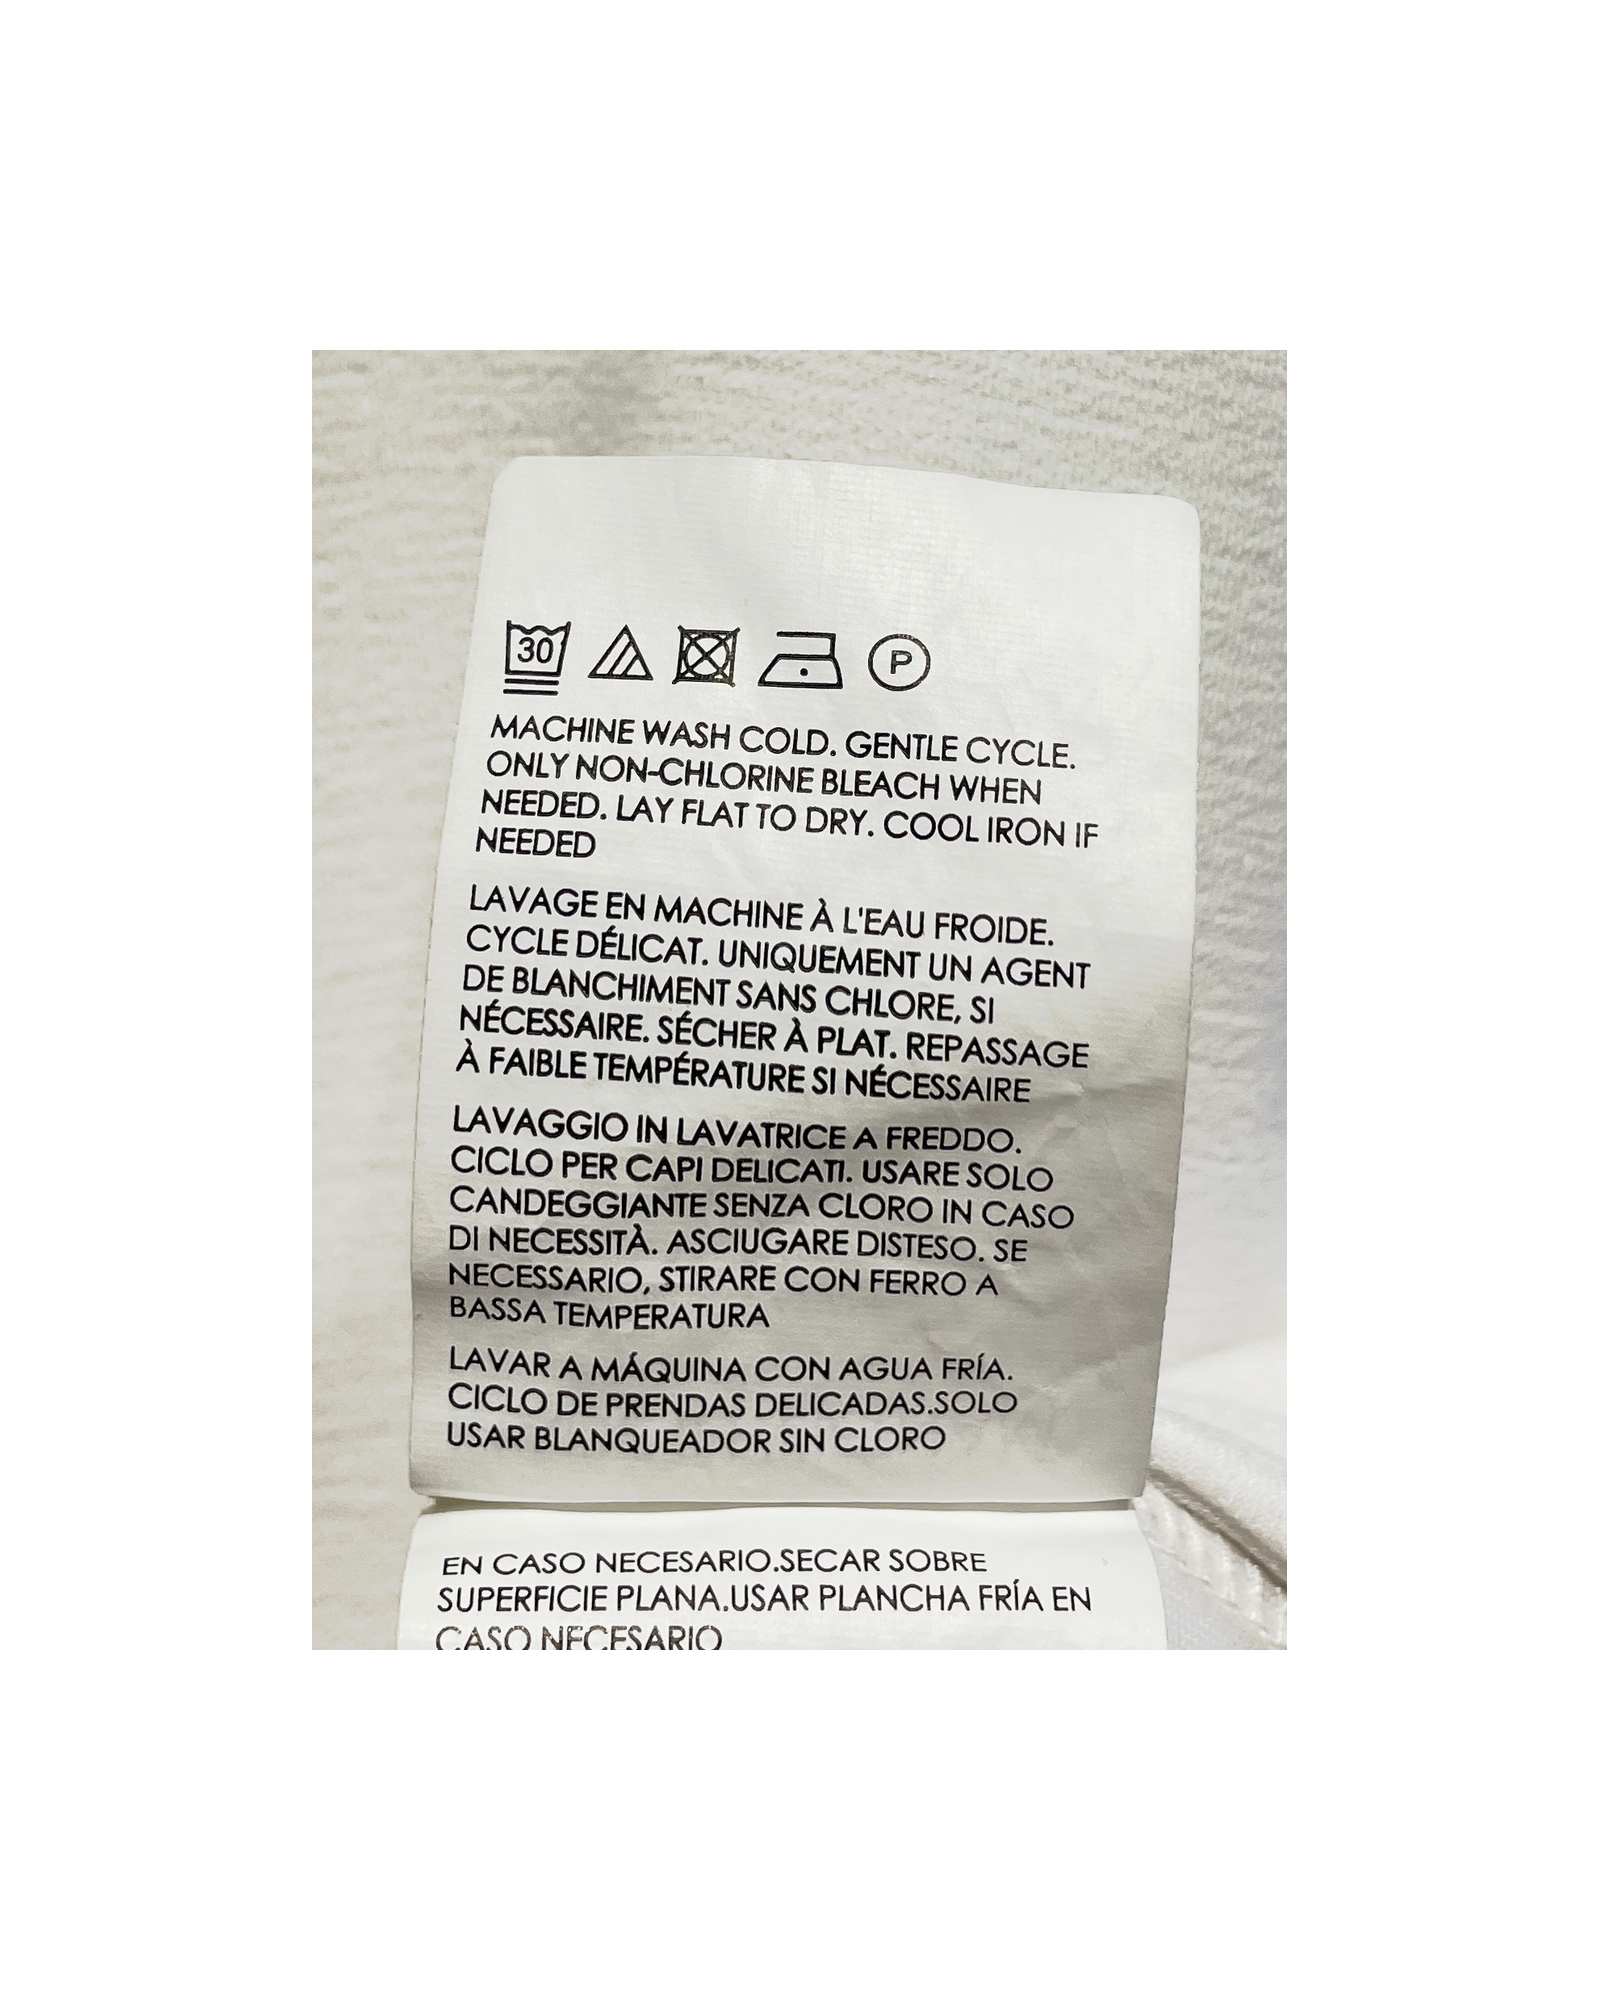 30
P
MACHINE WASH COLD. GENTLE CYCLE.
ONLY NON-CHLORINE BLEACH WHEN
NEEDED. LAY FLAT TO DRY. COOL IRON IF
NEEDED
LAVAGE EN MACHINE À L'EAU FROIDE.
CYCLE DÉLICAT. UNIQUEMENT UN AGENT
DE BLANCHIMENT SANS CHLORE, SI
NÉCESSAIRE. SÉCHER À PLAT. REPASSAGE
À FAIBLE TEMPÉRATURE SI NÉCESSAIRE
LAVAGGIO IN LAVATRICE A FREDDO.
CICLO PER CAPI DELICATI. USARE SOLO
CANDEGGIANTE SENZA CLORO IN CASO
DI NECESSITÀ. ASCIUGARE DISTESO. SE
NECESSARIO, STIRARE CON FERRO A
BASSA TEMPERATURA
LAVAR A MÁQUINA CON AGUA FRÍA.
CICLO DE PRENDAS DELICADAS.SOLO
USAR BLANQUEADOR SIN CLORO
EN CASO NECESARIO.SECAR SOBRE
SUPERFICIE PLANA.USAR PLANCHA FRÍA EN
CASO NECESARIO